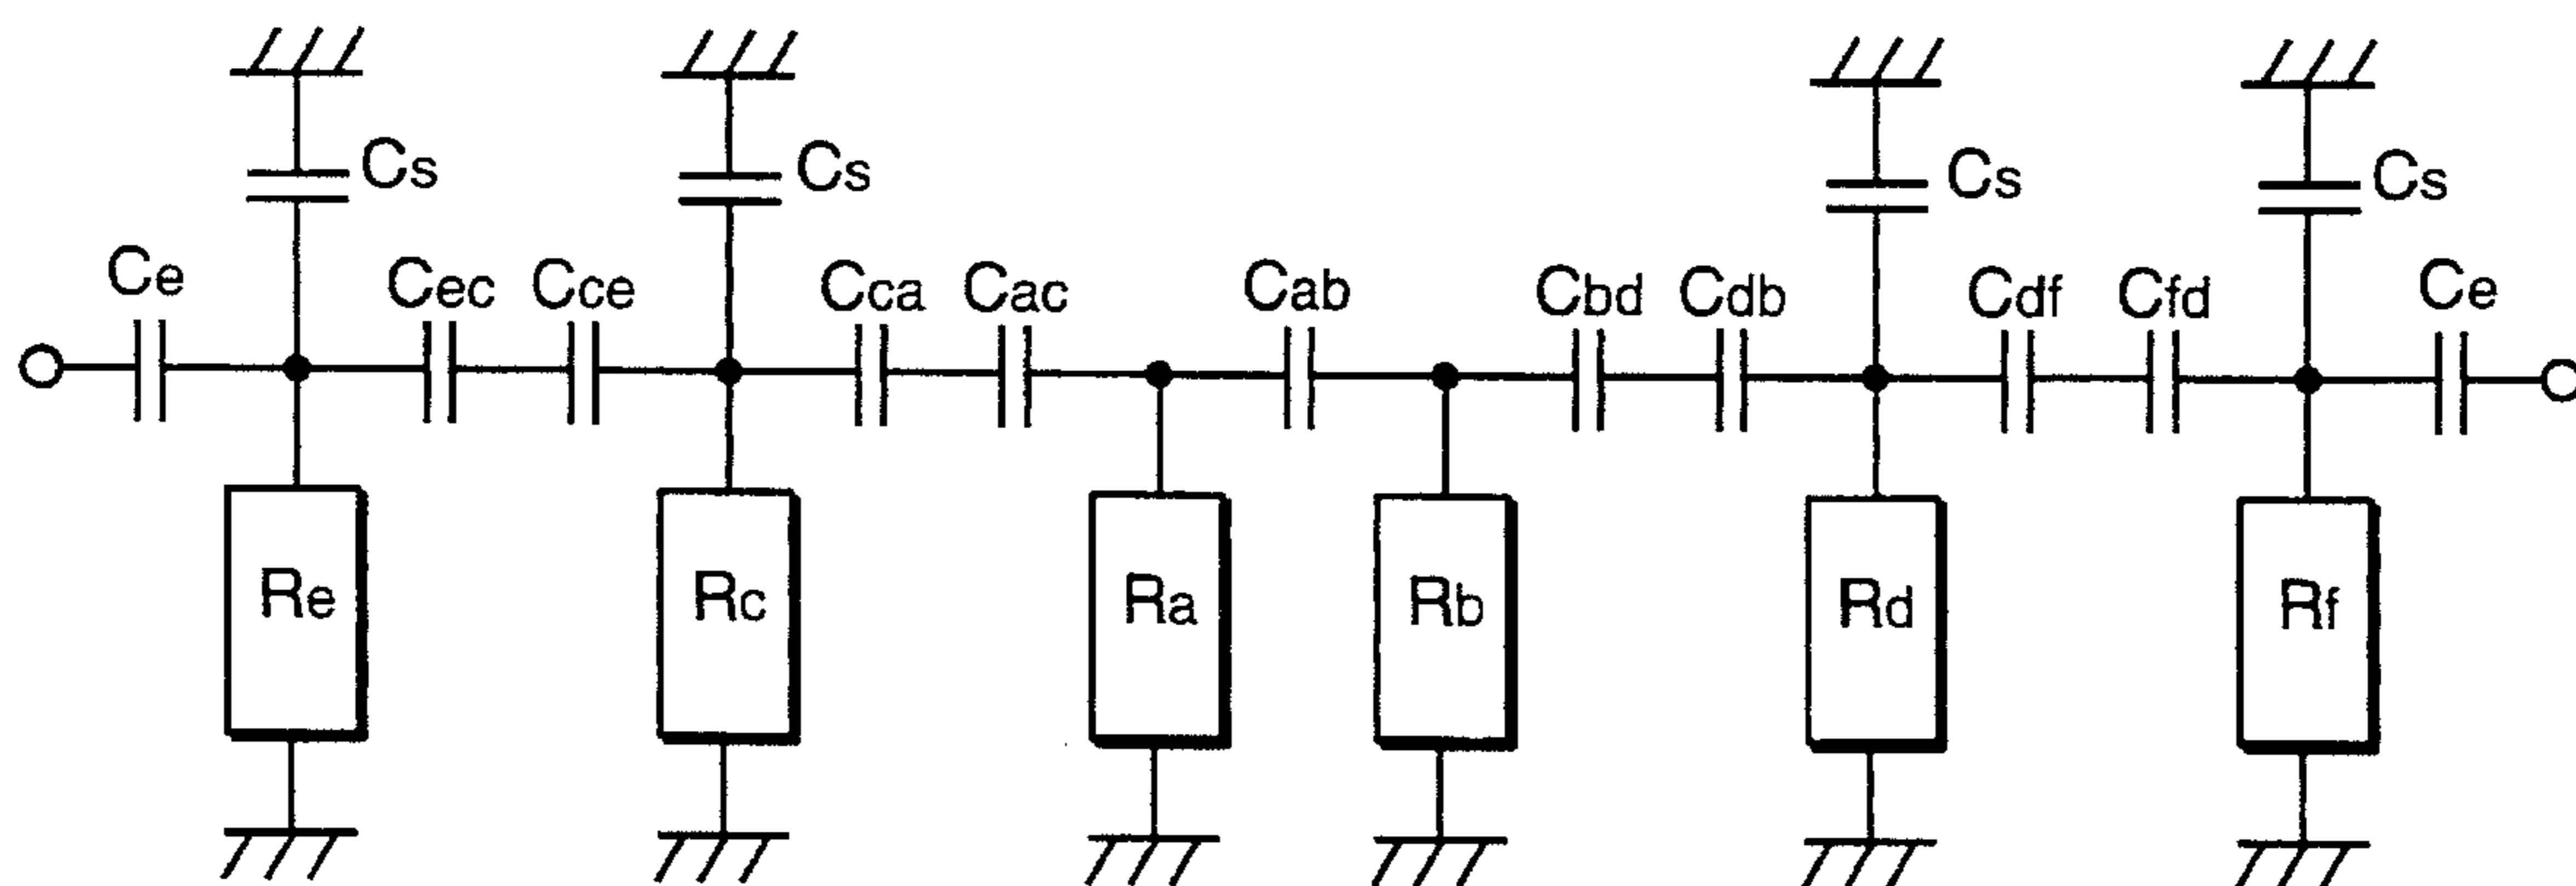 Cs Cs Cs Cs
Ce Cec Cce Cca Cac Cab Cbd Cdb Cdf Cfd Ce
Re Rc Ra Rb Rd Rf